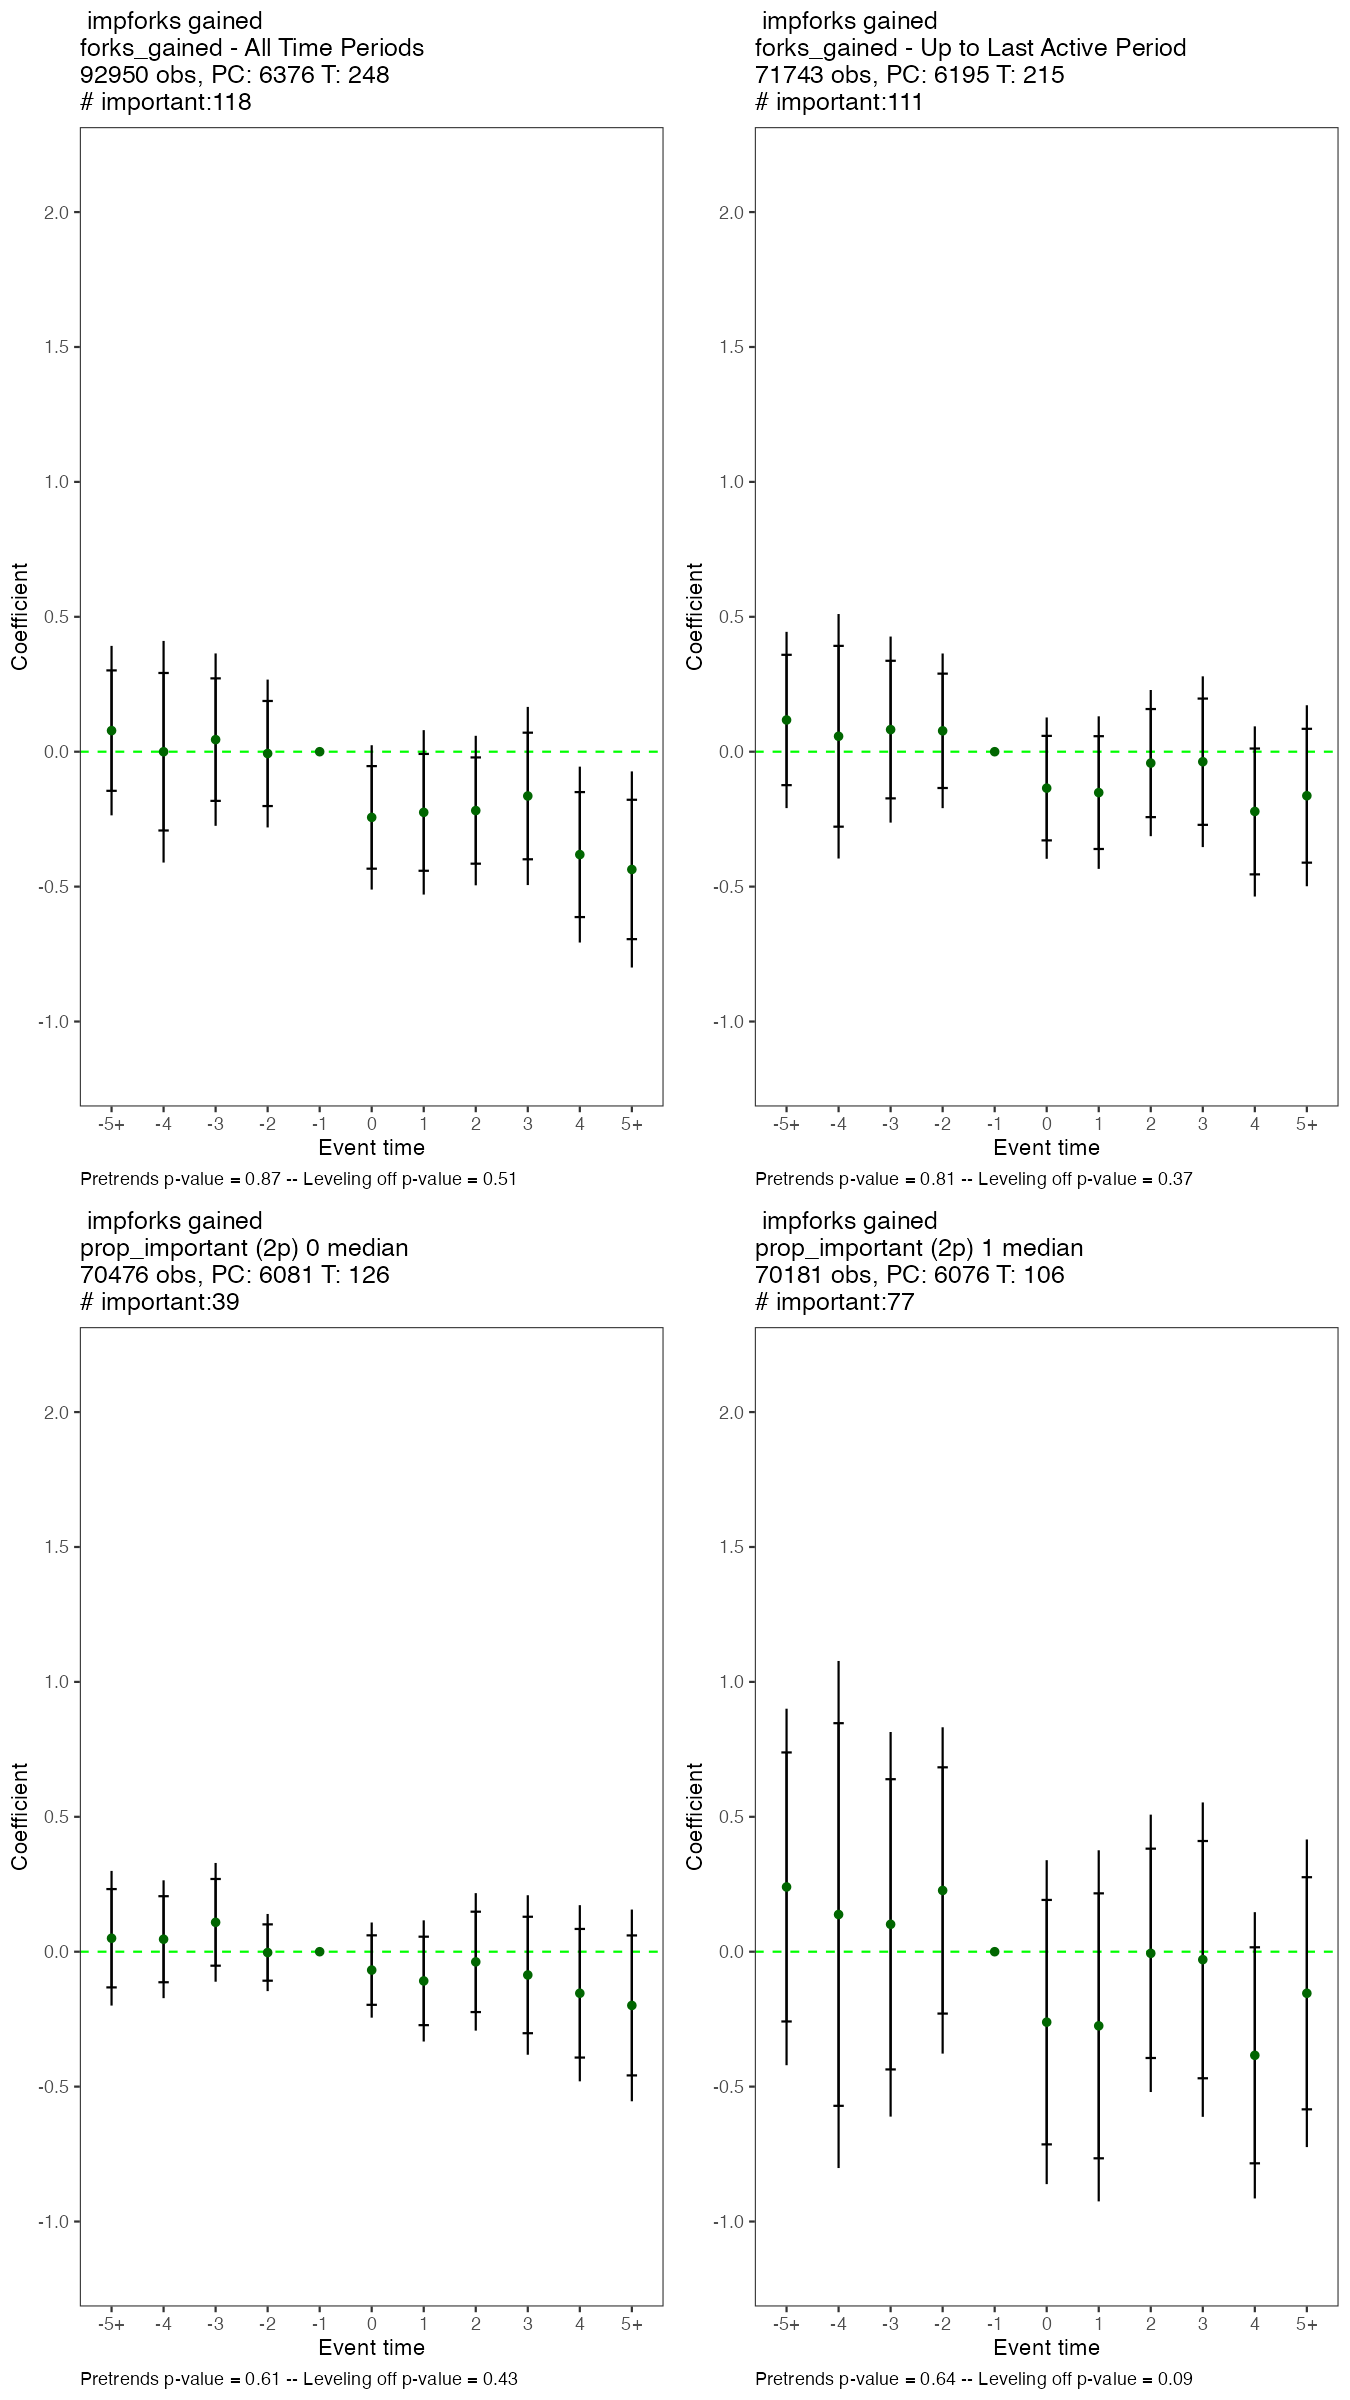 impforks gained
forks_gained - All Time Periods
92950 obs, PC: 6376 T: 248
# important:118
Coefficient
2.0
1.5
1.0
0.5
0.0
-0.5
-1.0
-5+ -4 -3 -2 -1 0 1 2 3 4 5+
Event time
Pretrends p-value = 0.87 -- Leveling off p-value = 0.51
impforks gained
forks_gained - Up to Last Active Period
71743 obs, PC: 6195 T: 215
# important:111
Coefficient
2.0
1.5
1.0
0.5
0.0
-0.5
-1.0
-5+ -4 -3 -2 -1 0 1 2 3 4 5+
Event time
Pretrends p-value = 0.81 -- Leveling off p-value = 0.37
impforks gained
prop_important (2p) 0 median
70476 obs, PC: 6081 T: 126
# important:39
Coefficient
2.0
1.5
1.0
0.5
0.0
-0.5
-1.0
-5+ -4 -3 -2 -1 0 1 2 3 4 5+
Event time
Pretrends p-value = 0.61 -- Leveling off p-value = 0.43
impforks gained
prop_important (2p) 1 median
70181 obs, PC: 6076 T: 106
# important:77
Coefficient
2.0
1.5
1.0
0.5
0.0
-0.5
-1.0
-5+ -4 -3 -2 -1 0 1 2 3 4 5+
Event time
Pretrends p-value = 0.64 -- Leveling off p-value = 0.09